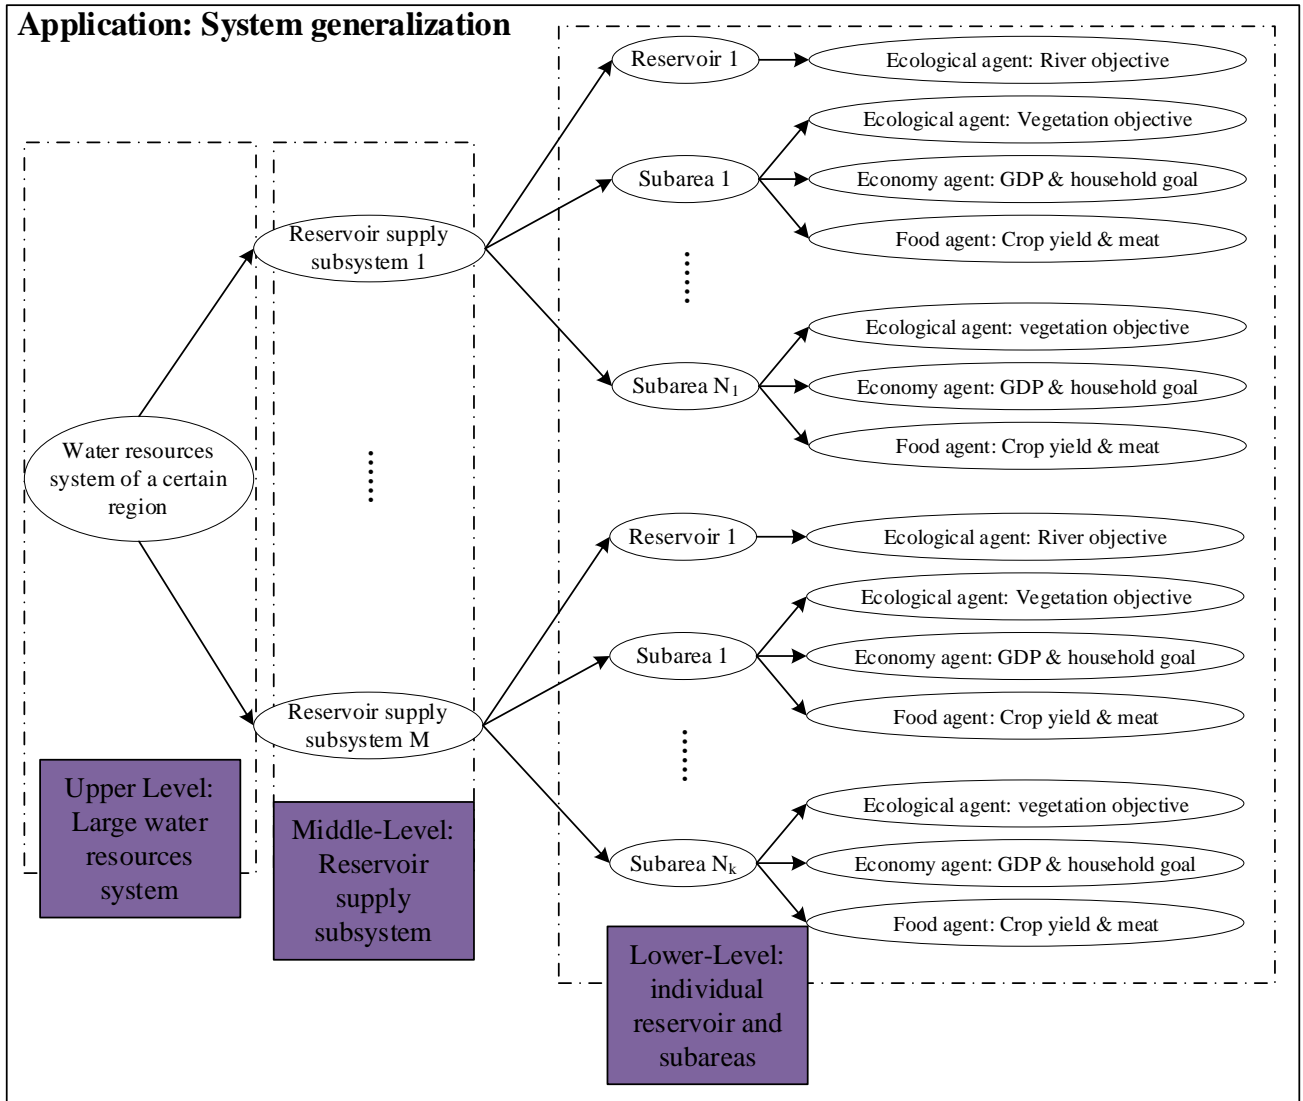 Application: System generalization
Water resources
system of a certain
region
Upper Level:
Large water
resources
system
Reservoir supply
subsystem 1
Reservoir supply
subsystem M
Middle-Level:
Reservoir
supply
subsystem
Reservoir 1
Ecological agent: River objective
Subarea 1
Ecological agent: Vegetation objective
Economy agent: GDP & household goal
Food agent: Crop yield & meat
Subarea N1
Ecological agent: vegetation objective
Economy agent: GDP & household goal
Food agent: Crop yield & meat
Reservoir 1
Ecological agent: River objective
Subarea 1
Ecological agent: Vegetation objective
Economy agent: GDP & household goal
Food agent: Crop yield & meat
Subarea Nk
Ecological agent: vegetation objective
Economy agent: GDP & household goal
Food agent: Crop yield & meat
Lower-Level:
individual
reservoir and
subareas